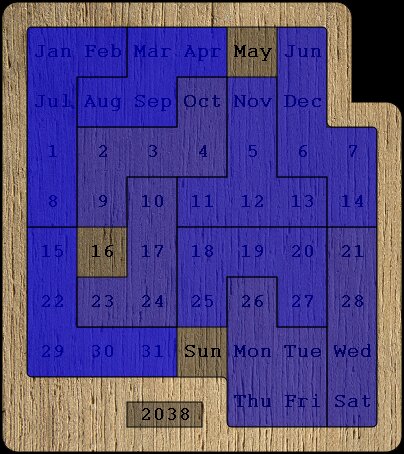 Jan Feb Mar Apr May Jun
Jul Aug Sep Oct Nov Dec
1 2 3 4 5 6 7
8 9 10 11 12 13 14
15 16 17 18 19 20 21
22 23 24 25 26 27 28
29 30 31 Sun Mon Tue Wed
Thu Fri Sat
2038